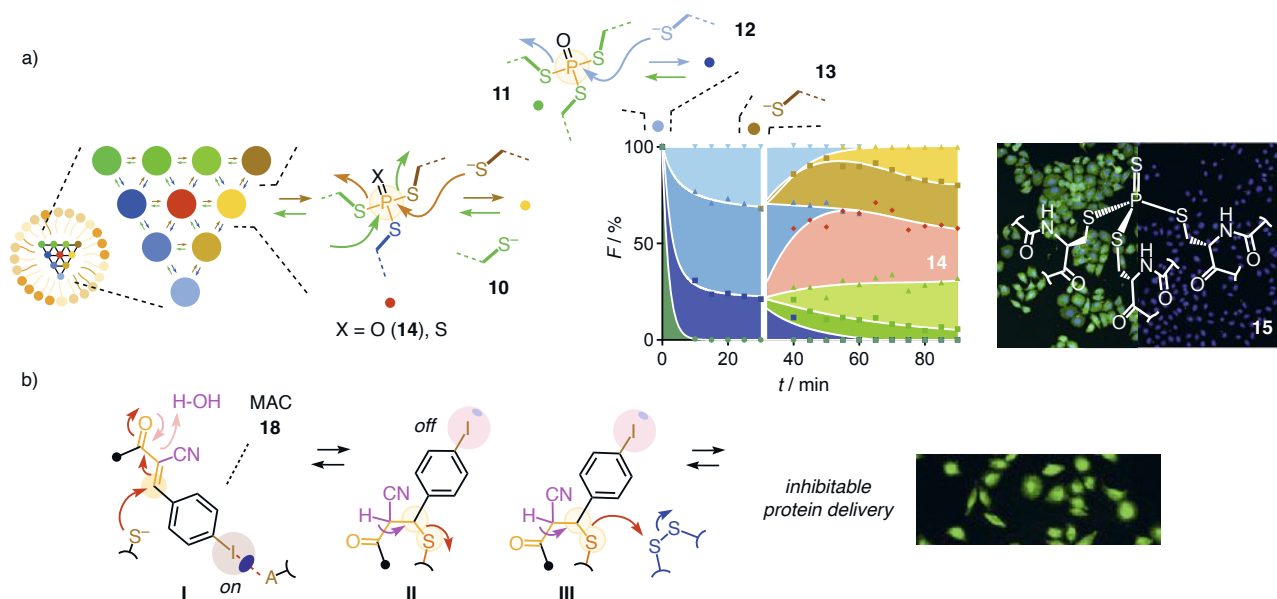 a)
O
P
S
S
S
11
⁻S
12
13
⁻S
X
P
S
S
S
⁻S
S⁻
10
X = O (14), S
100
50
0
F / %
0
20
40
60
80
t / min
14
S
P
S
S
S
H
N
O
O
H
N
O
O
H
N
O
O
15
b)
H-OH
MAC
18
O
CN
S⁻
I
A
on
I
off
I
CN
H
O
S
II
I
CN
H
O
S
S
S
III
inhibitable
protein delivery